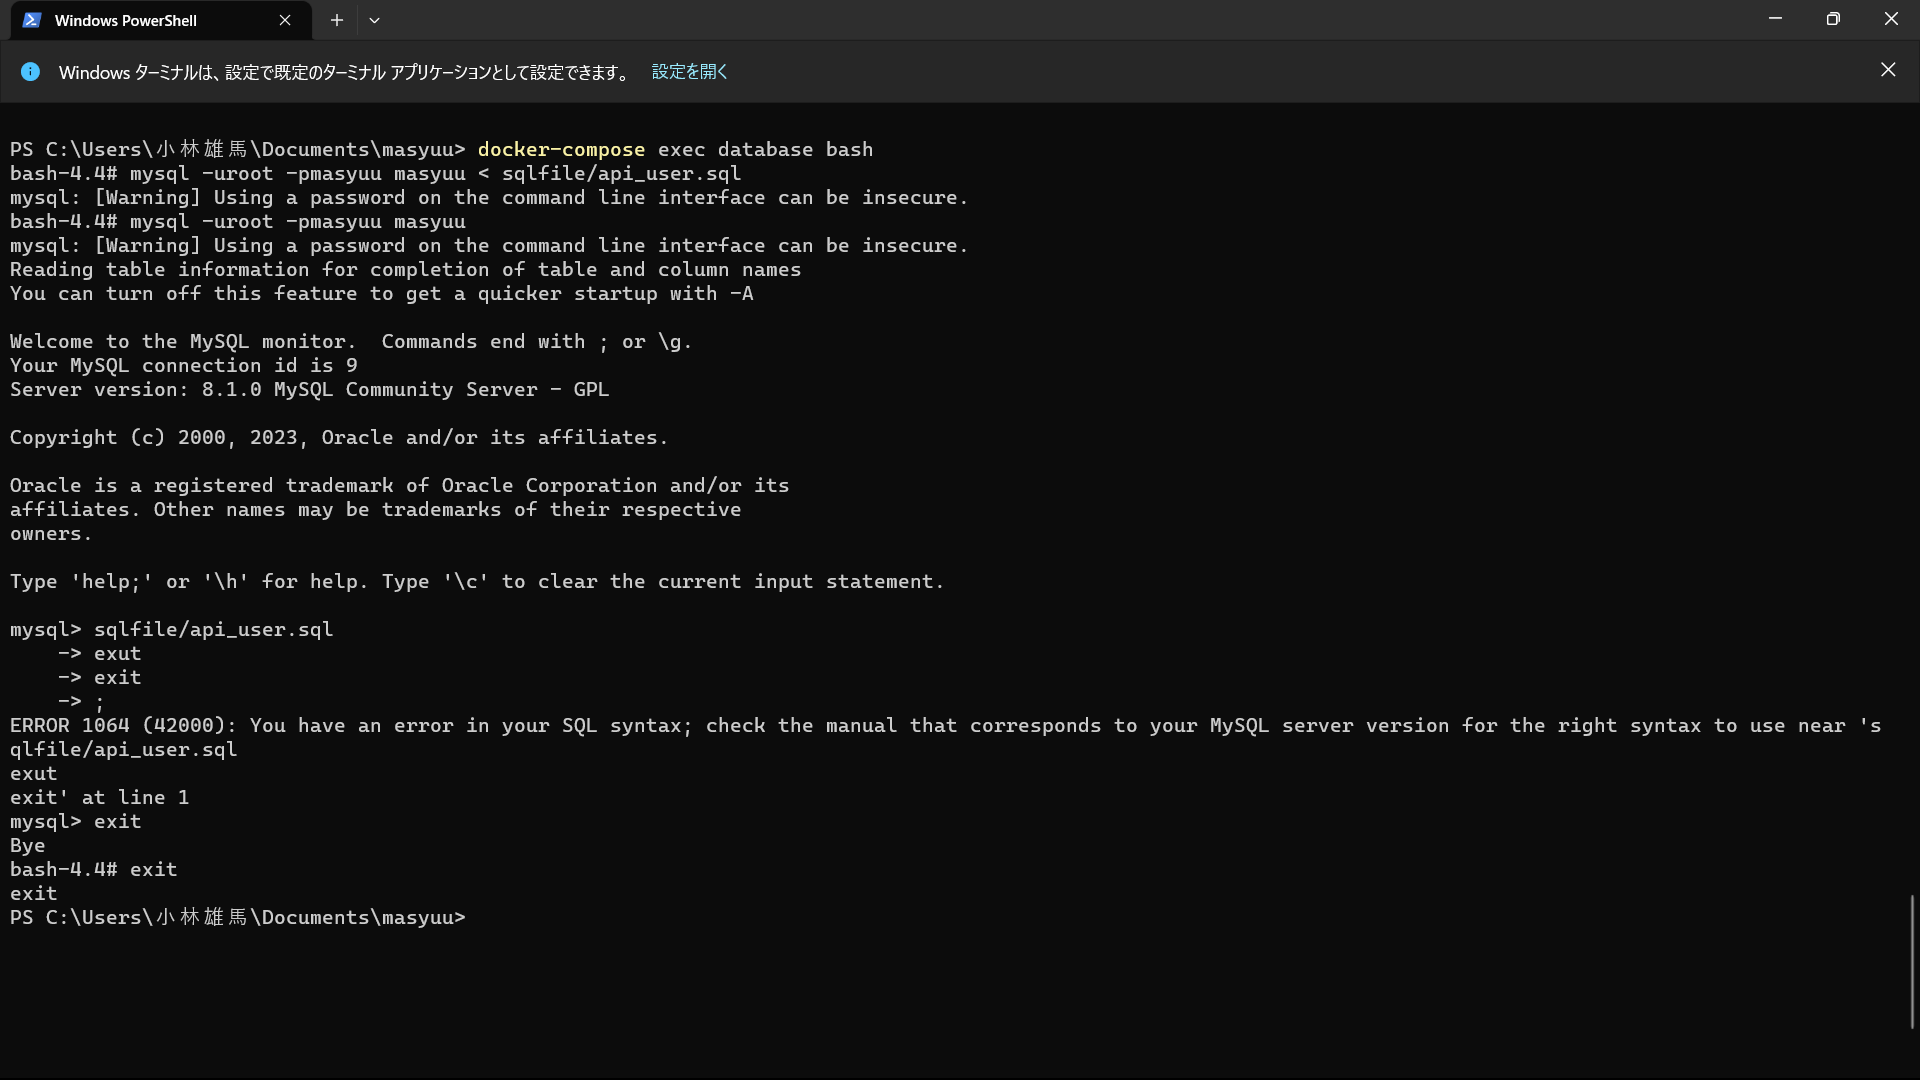 Windows PowerShell
Windows ターミナルは、設定で既定のターミナル アプリケーションとして設定できます。 設定を開く
PS C:\Users\小林雄馬\Documents\masyuu> docker-compose exec database bash
bash-4.4# mysql -uroot -pmasyuu masyuu < sqlfile/api_user.sql
mysql: [Warning] Using a password on the command line interface can be insecure.
bash-4.4# mysql -uroot -pmasyuu masyuu
mysql: [Warning] Using a password on the command line interface can be insecure.
Reading table information for completion of table and column names
You can turn off this feature to get a quicker startup with -A
Welcome to the MySQL monitor.  Commands end with ; or \g.
Your MySQL connection id is 9
Server version: 8.1.0 MySQL Community Server - GPL
Copyright (c) 2000, 2023, Oracle and/or its affiliates.
Oracle is a registered trademark of Oracle Corporation and/or its
affiliates. Other names may be trademarks of their respective
owners.
Type 'help;' or '\h' for help. Type '\c' to clear the current input statement.
mysql> sqlfile/api_user.sql
    -> exut
    -> exit
    -> ;
ERROR 1064 (42000): You have an error in your SQL syntax; check the manual that corresponds to your MySQL server version for the right syntax to use near 's
qlfile/api_user.sql
exut
exit' at line 1
mysql> exit
Bye
bash-4.4# exit
exit
PS C:\Users\小林雄馬\Documents\masyuu>